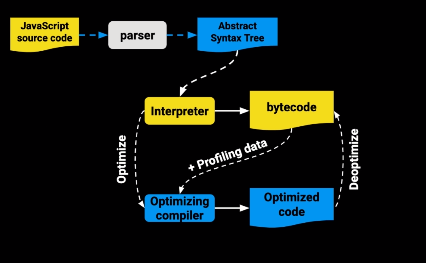 JavaScript
source code
parser
Abstract
Syntax Tree
Interpreter
bytecode
Optimize
+ Profiling data
Deoptimize
Optimizing
compiler
Optimized
code